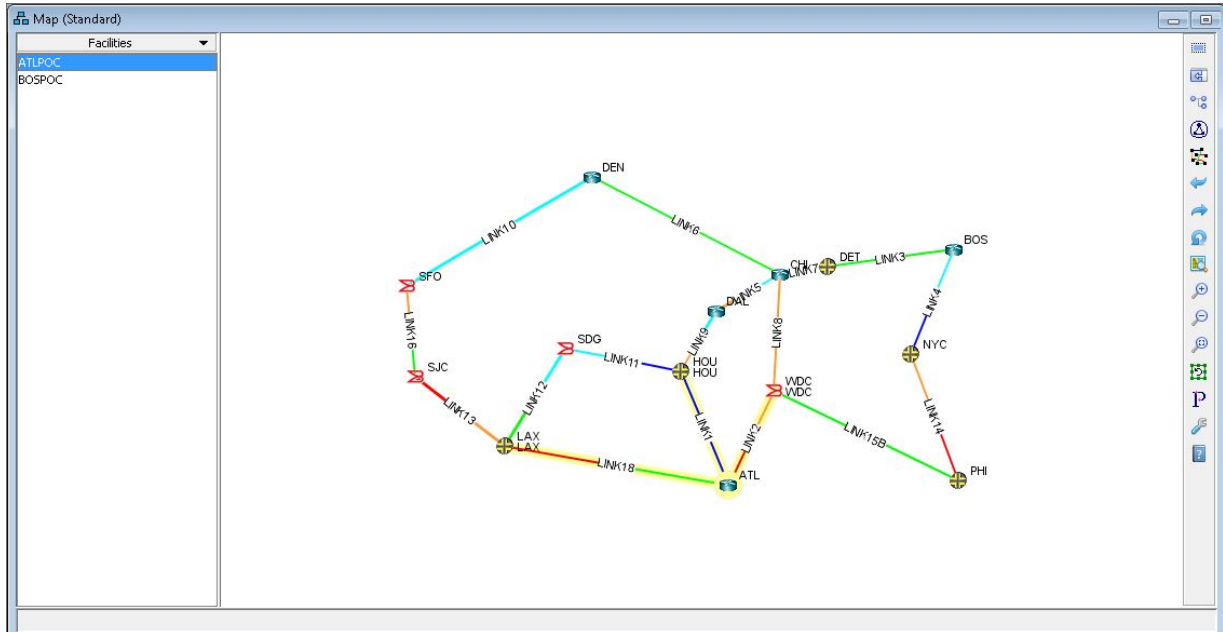 Map (Standard)
Facilities
ATLPOC
BOSPOC
DEN
LINK10
LINK6
BOS
CHI
LINK7
DET
LINK3
SFO
LINK5
LINK4
DAL
LINK16
LINK8
LINK9
SDG
NYC
LINK11
HOU
HOU
SJC
WDC
WDC
LINK12
LINK13
LINK1
LINK2
LINK14
LINK15B
LAX
LAX
LINK18
ATL
PHI
P
?